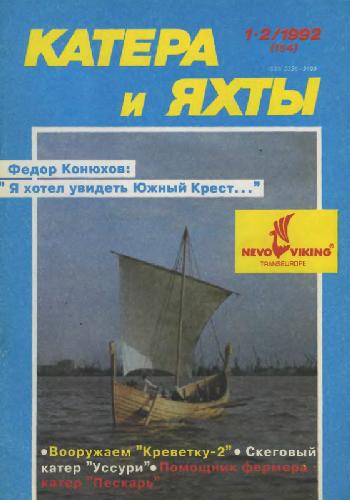 КАТЕРА
и ЯХТЫ
1·2/1992
(154)
Федор Конюхов:
"Я хотел увидеть Южный Крест..."
NEVO VIKING®
TRANSEUROPE
•Вооружаем "Креветку-2"• Скеговый
катер "Уссури"• Помощник фермера -
катер "Пескарь"